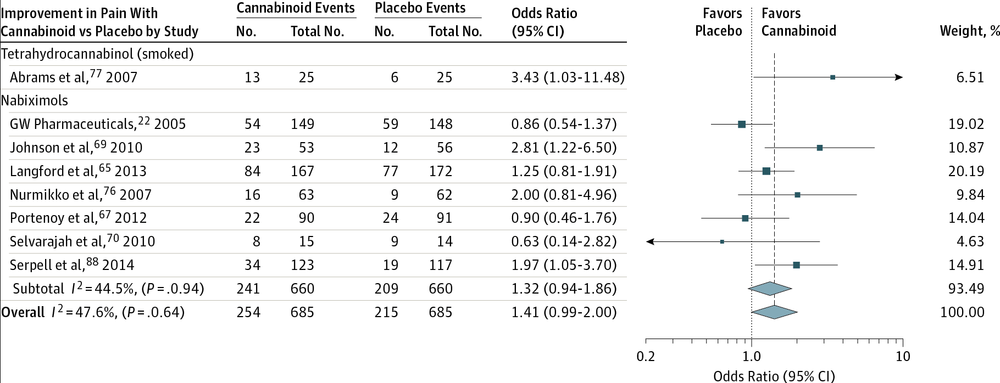 Improvement in Pain With
Cannabinoid vs Placebo by Study
Cannabinoid Events
No. Total No.
Placebo Events
No. Total No.
Odds Ratio
(95% CI)
Favors
Placebo
Favors
Cannabinoid
Weight, %
Tetrahydrocannabinol (smoked)
Abrams et al,77 2007 13 25 6 25 3.43 (1.03-11.48) 6.51
Nabiximols
GW Pharmaceuticals,22 2005 54 149 59 148 0.86 (0.54-1.37) 19.02
Johnson et al,69 2010 23 53 12 56 2.81 (1.22-6.50) 10.87
Langford et al,65 2013 84 167 77 172 1.25 (0.81-1.91) 20.19
Nurmikko et al,76 2007 16 63 9 62 2.00 (0.81-4.96) 9.84
Portenoy et al,67 2012 22 90 24 91 0.90 (0.46-1.76) 14.04
Selvarajah et al,70 2010 8 15 9 14 0.63 (0.14-2.82) 4.63
Serpell et al,88 2014 34 123 19 117 1.97 (1.05-3.70) 14.91
Subtotal I2=44.5%, (P=.0.94) 241 660 209 660 1.32 (0.94-1.86) 93.49
Overall I2=47.6%, (P=.0.64) 254 685 215 685 1.41 (0.99-2.00) 100.00
0.2 1.0 10
Odds Ratio (95% CI)